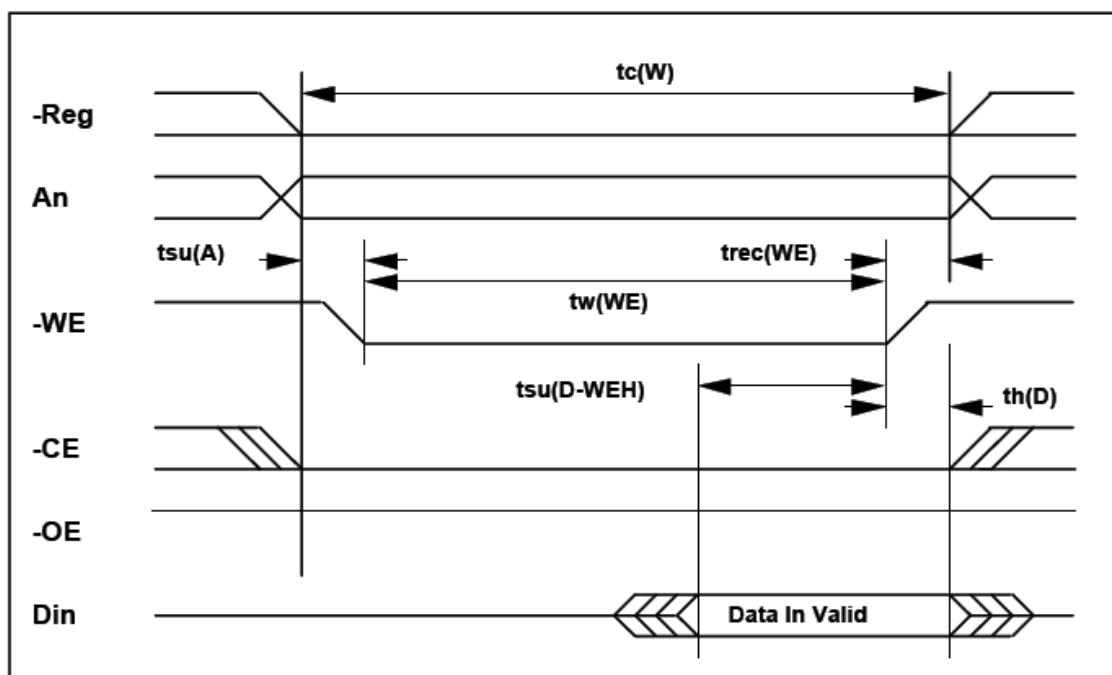 tc(W)
-Reg
An
tsu(A)
trec(WE)
tw(WE)
-WE
tsu(D-WEH)
th(D)
-CE
-OE
Din
Data In Valid